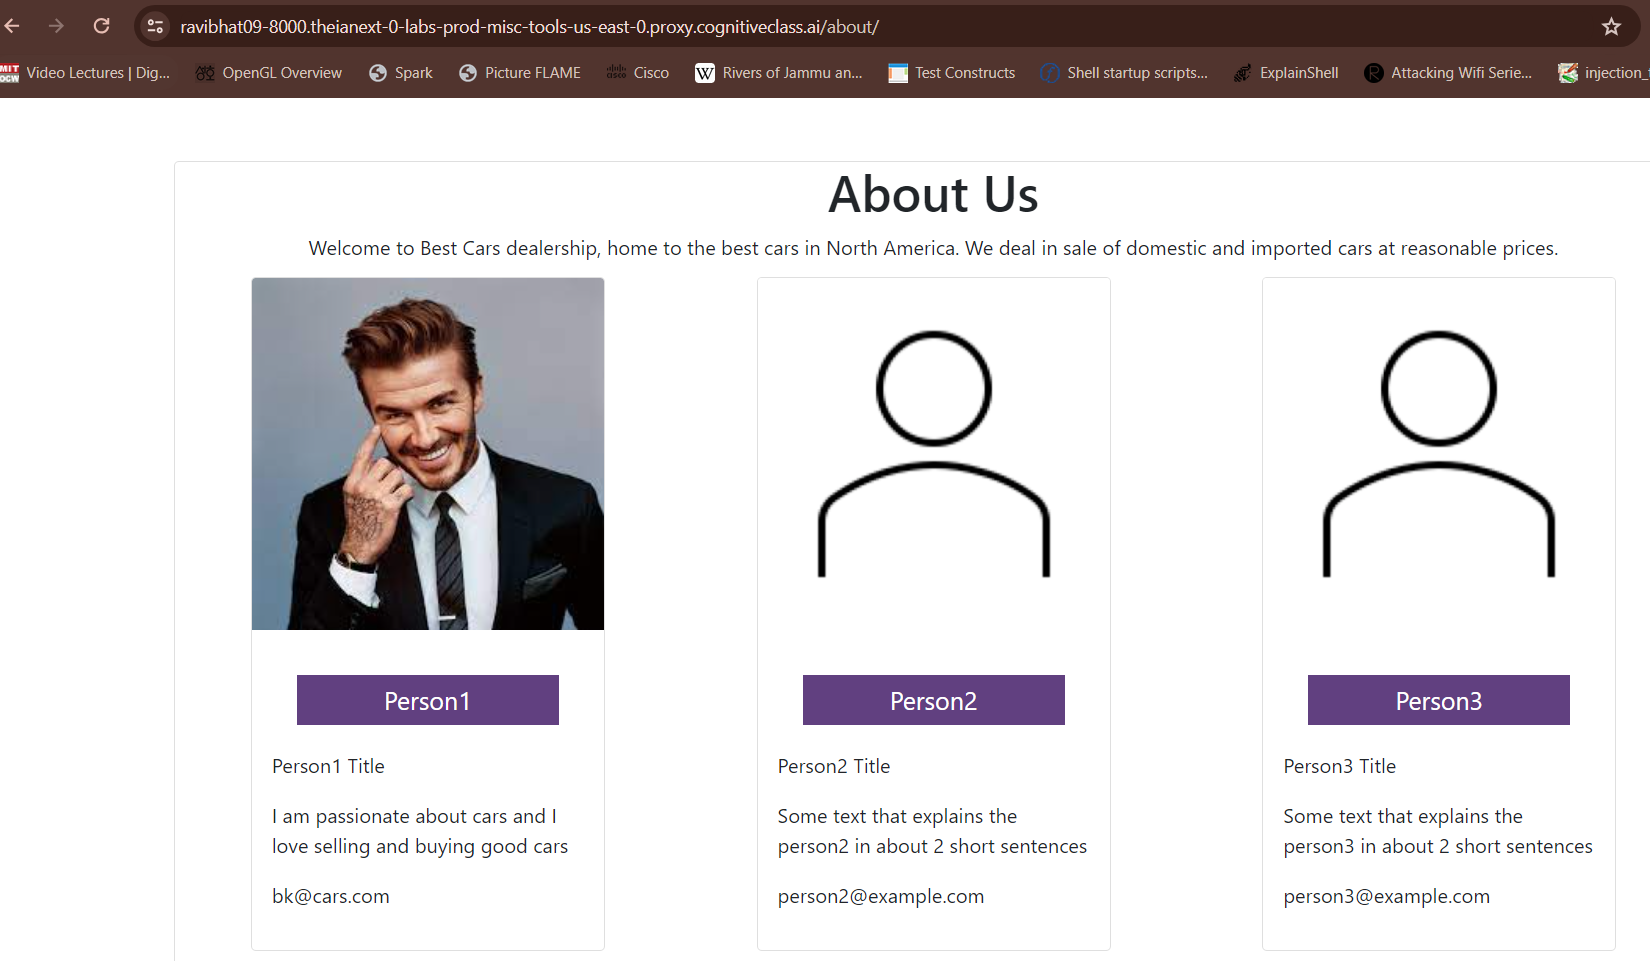 ravibhat09-8000.theianext-0-labs-prod-misc-tools-us-east-0.proxy.cognitiveclass.ai/about/
MIT OCW Video Lectures | Dig... OpenGL Overview Spark Picture FLAME cisco Cisco W Rivers of Jammu an... Test Constructs Shell startup scripts... ExplainShell R Attacking Wifi Serie... injection_
About Us
Welcome to Best Cars dealership, home to the best cars in North America. We deal in sale of domestic and imported cars at reasonable prices.
Person1 Person2 Person3
Person1 Title Person2 Title Person3 Title
I am passionate about cars and I Some text that explains the Some text that explains the
love selling and buying good cars person2 in about 2 short sentences person3 in about 2 short sentences
bk@cars.com person2@example.com person3@example.com